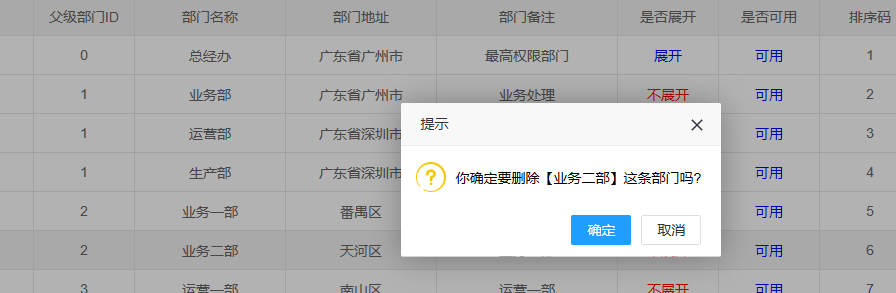 父级部门ID 部门名称 部门地址 部门备注 是否展开 是否可用 排序码
0 总经办 广东省广州市 最高权限部门 展开 可用 1
1 业务部 广东省广州市 业务处理 不展开 可用 2
提示
1 运营部 广东省深圳市 可用 3
1 生产部 广东省深圳市 可用 4
你确定要删除【业务二部】这条部门吗?
2 业务一部 番禺区 可用 5
确定 取消
2 业务二部 天河区 可用 6
3 运营一部 南山区 运营一部 不展开 可用 7